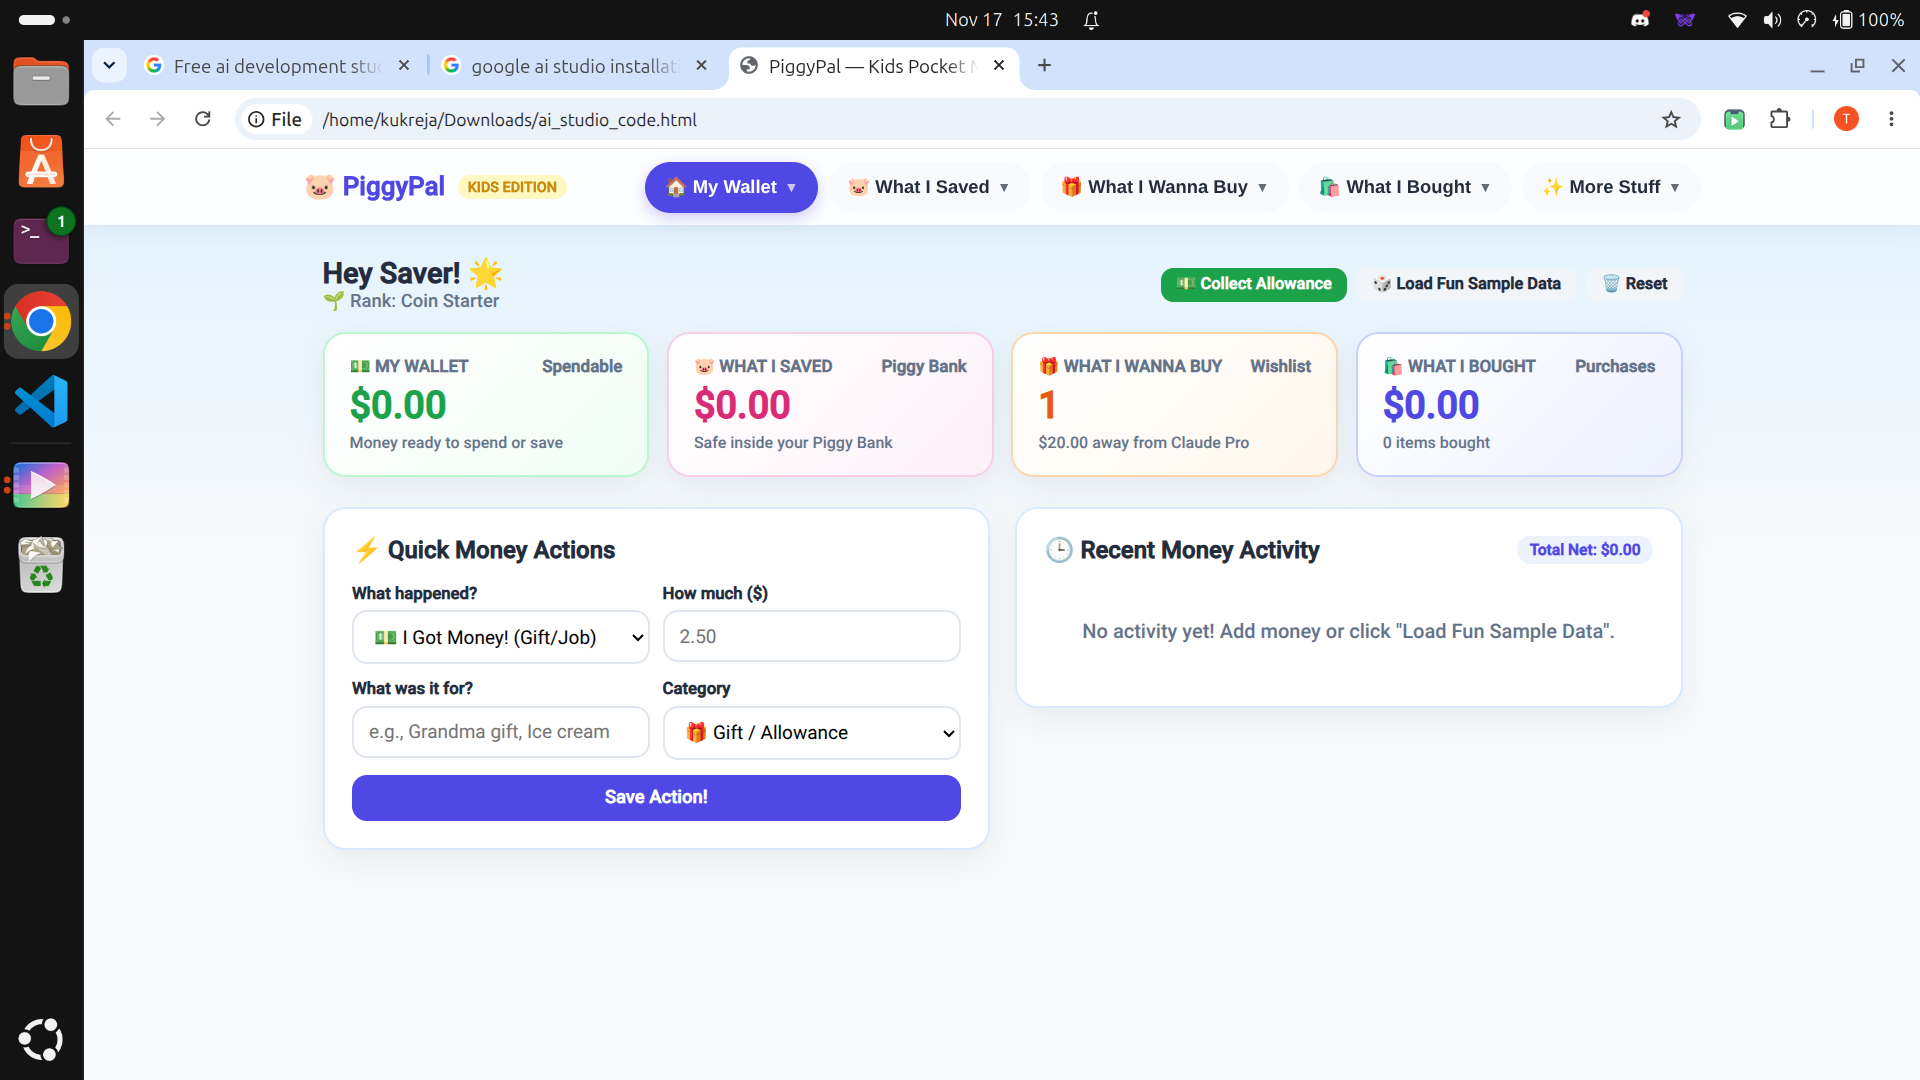 Nov 17 15:43
100%
Free ai development stu
google ai studio installat
PiggyPal — Kids Pocket M
File
/home/kukreja/Downloads/ai_studio_code.html
T
1
PiggyPal
KIDS EDITION
My Wallet ▼
What I Saved ▼
What I Wanna Buy ▼
What I Bought ▼
More Stuff ▼
Hey Saver!
Rank: Coin Starter
Collect Allowance
Load Fun Sample Data
Reset
MY WALLET Spendable
$0.00
Money ready to spend or save
WHAT I SAVED Piggy Bank
$0.00
Safe inside your Piggy Bank
WHAT I WANNA BUY Wishlist
1
$20.00 away from Claude Pro
WHAT I BOUGHT Purchases
$0.00
0 items bought
Quick Money Actions
What happened?
How much ($)
I Got Money! (Gift/Job)
2.50
What was it for?
Category
e.g., Grandma gift, Ice cream
Gift / Allowance
Save Action!
Recent Money Activity
Total Net: $0.00
No activity yet! Add money or click "Load Fun Sample Data".